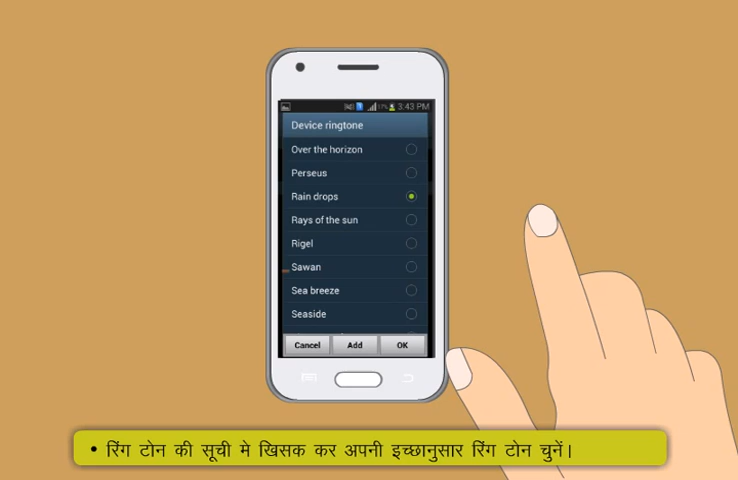 17% 3:43 PM
Device ringtone
Over the horizon
Perseus
Rain drops
Rays of the sun
Rigel
Sawan
Sea breeze
Seaside
Cancel Add OK
• रिंग टोन की सूची मे खिसक कर अपनी इच्छानुसार रिंग टोन चुनें।